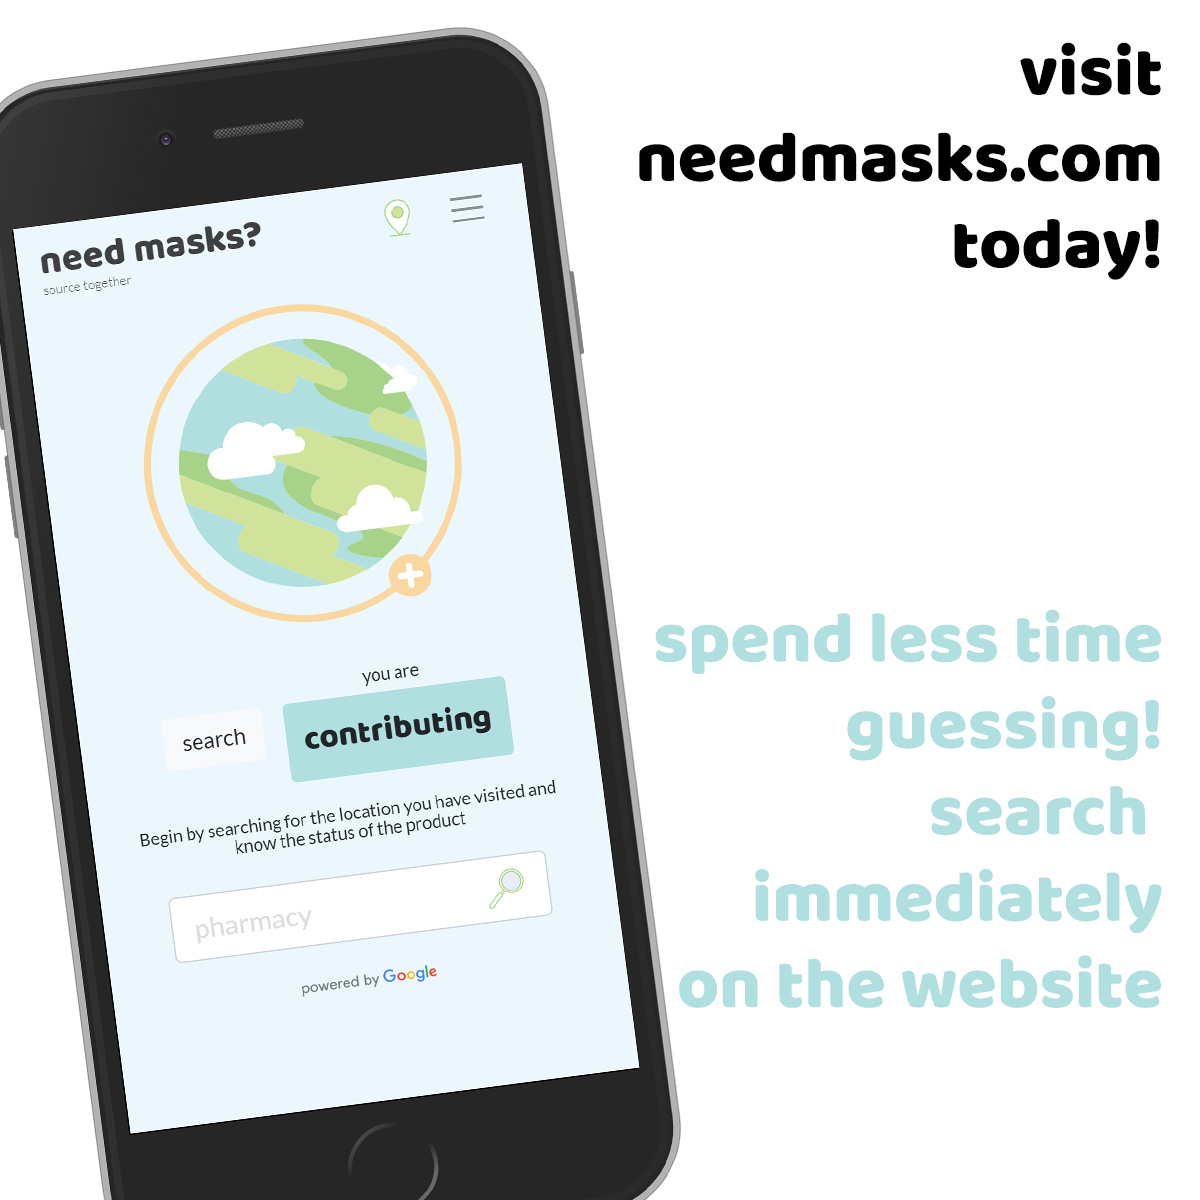 visit
needmasks.com
today!
need masks?
source together
you are
search
contributing
Begin by searching for the location you have visited and
know the status of the product
pharmacy
powered by Google
spend less time
guessing!
search
immediately
on the website